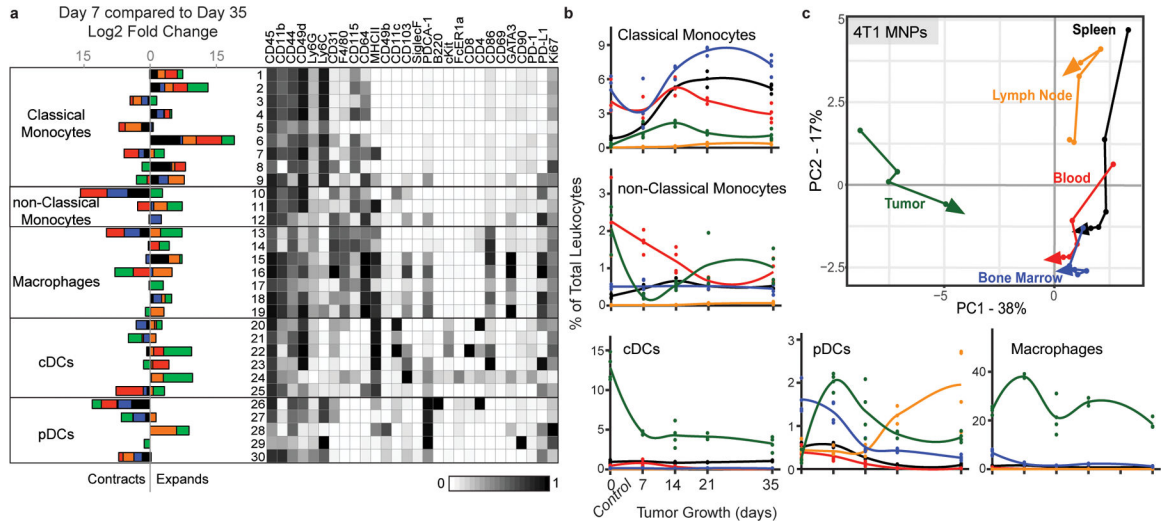 a
Day 7 compared to Day 35
Log2 Fold Change
15 0 15
CD45
CD11b
CD44
CD49d
Ly6G
Ly6C
CD31
F4/80
CD115
CD64
MHCII
CD49b
CD11c
CD103
SiglecF
PDCA-1
B220
cKit
FcER1a
CD8
CD4
CD86
CD69
GATA3
CD90
PD-1
PD-L1
Ki67
Classical
Monocytes
non-Classical
Monocytes
Macrophages
cDCs
pDCs
1
2
3
4
5
6
7
8
9
10
11
12
13
14
15
16
17
18
19
20
21
22
23
24
25
26
27
28
29
30
Contracts Expands
0 1
b
% of Total Leukocytes
Classical Monocytes
9
6
3
0
non-Classical Monocytes
3
2
1
0
cDCs
15
10
5
0
0 7 14 21 35
Control
Tumor Growth (days)
pDCs
3
2
1
0
Macrophages
40
20
0
c
4T1 MNPs
Spleen
Lymph Node
Blood
Tumor
Bone Marrow
PC2 - 17%
5
2.5
0
−2.5
−5 0
PC1 - 38%